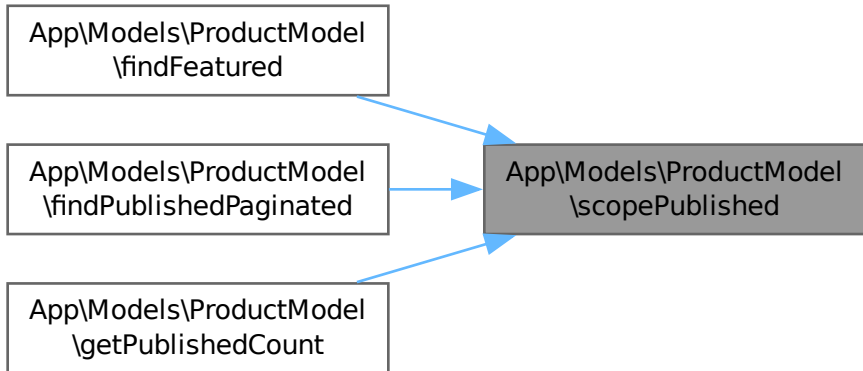 App\Models\ProductModel
\findFeatured
App\Models\ProductModel
\findPublishedPaginated
App\Models\ProductModel
\scopePublished
App\Models\ProductModel
\getPublishedCount